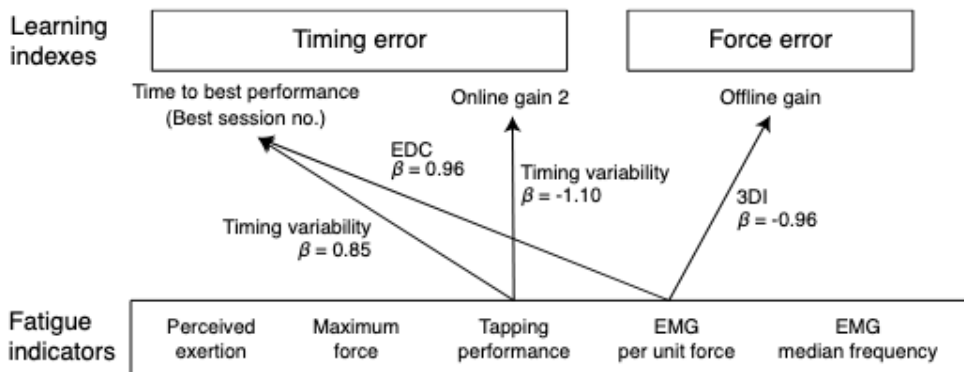 Learning
indexes
Timing error
Force error
Time to best performance
(Best session no.)
Online gain 2
Offline gain
EDC
β = 0.96
Timing variability
β = -1.10
3DI
β = -0.96
Timing variability
β = 0.85
Fatigue
indicators
Perceived
exertion
Maximum
force
Tapping
performance
EMG
per unit force
EMG
median frequency